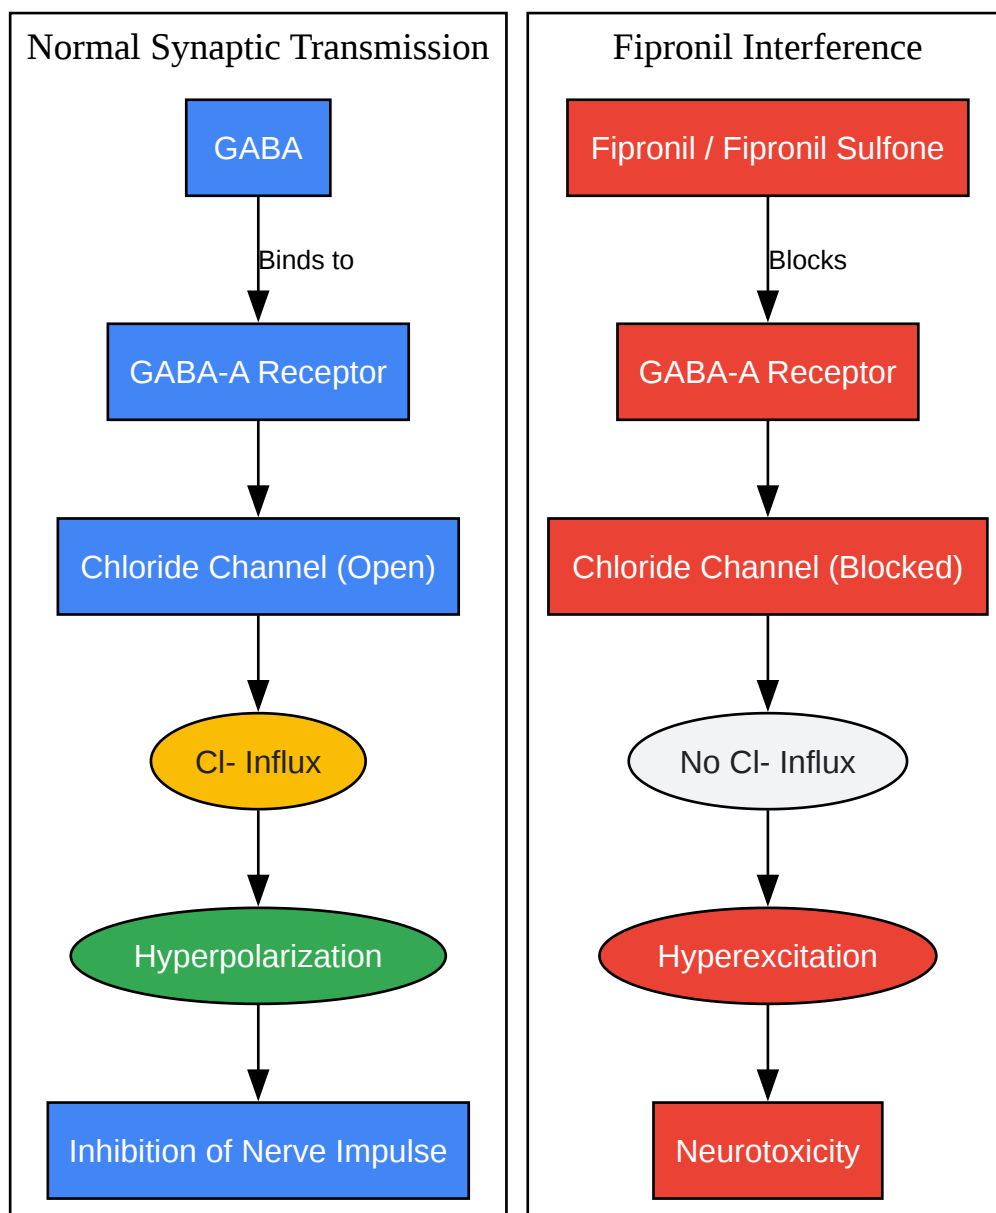 Normal Synaptic Transmission
GABA
Binds to
GABA-A Receptor
Chloride Channel (Open)
Cl- Influx
Hyperpolarization
Inhibition of Nerve Impulse
Fipronil Interference
Fipronil / Fipronil Sulfone
Blocks
GABA-A Receptor
Chloride Channel (Blocked)
No Cl- Influx
Hyperexcitation
Neurotoxicity